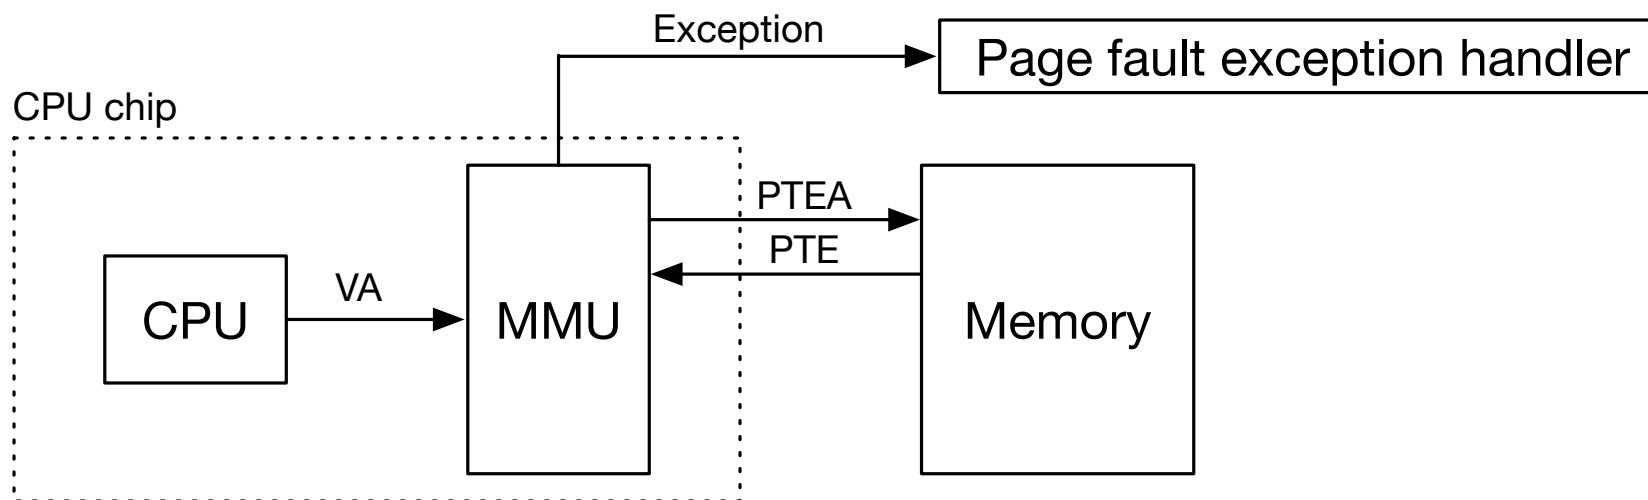 Exception
Page fault exception handler
CPU chip
PTEA
PTE
VA
CPU
MMU
Memory